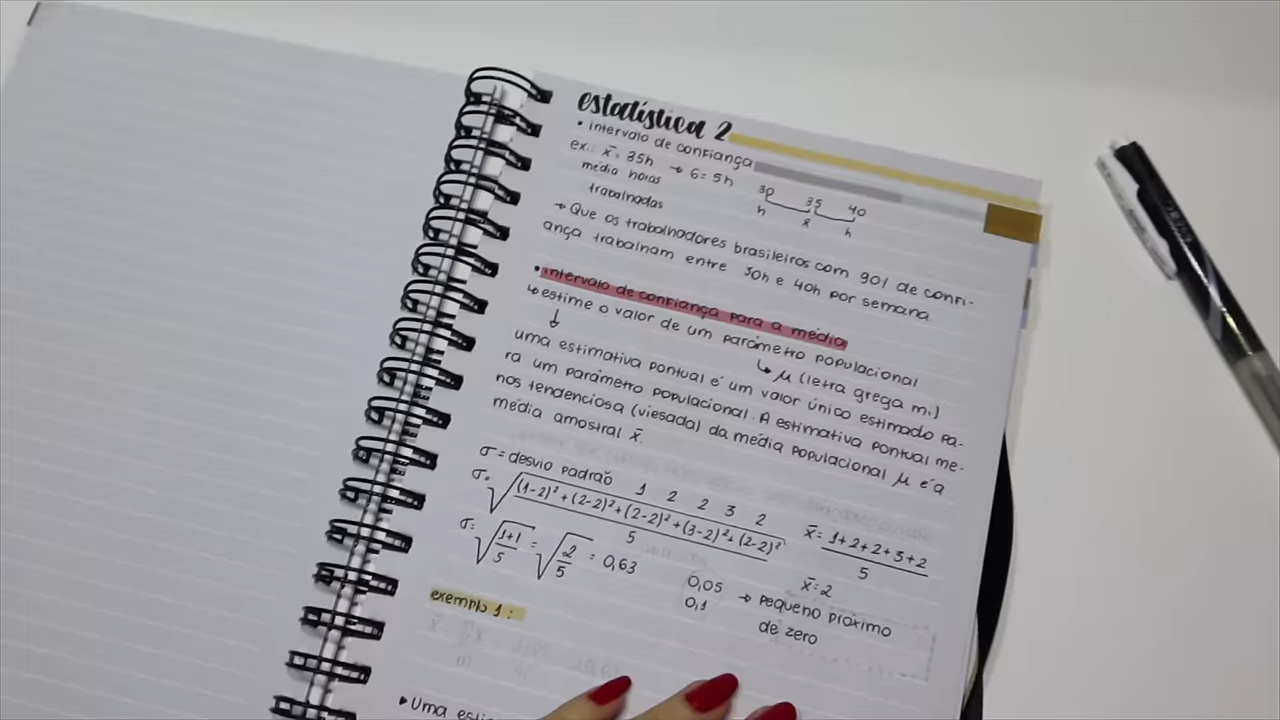 estadística 2
• intervalo de confiança
ex.: x̄ = 35h → 6 = 5h
média horas
trabalhadas
30 35 40
h x̄ h
→ Que os trabalhadores brasileiros com 90% de confi-
ança trabalham entre 30h e 40h por semana.
• intervalo de confiança para a média
↳ estime o valor de um parâmetro populacional
↳ μ (letra grega mi)
uma estimativa pontual é um valor único estimado pa-
ra um parâmetro populacional. A estimativa pontual me-
nos tendenciosa (viesada) da média populacional μ é a
média amostral x̄.
σ = desvio padrão 1 2 2 3 2
σ = √((1-2)² + (2-2)² + (2-2)² + (3-2)² + (2-2)²) / 5
x̄ = 1+2+2+3+2 / 5
σ = √(1+1 / 5) = √(2 / 5) = 0,63
x̄ = 2
0,05
0,1 → pequeno próximo
de zero
exemplo 1:
▸ Uma